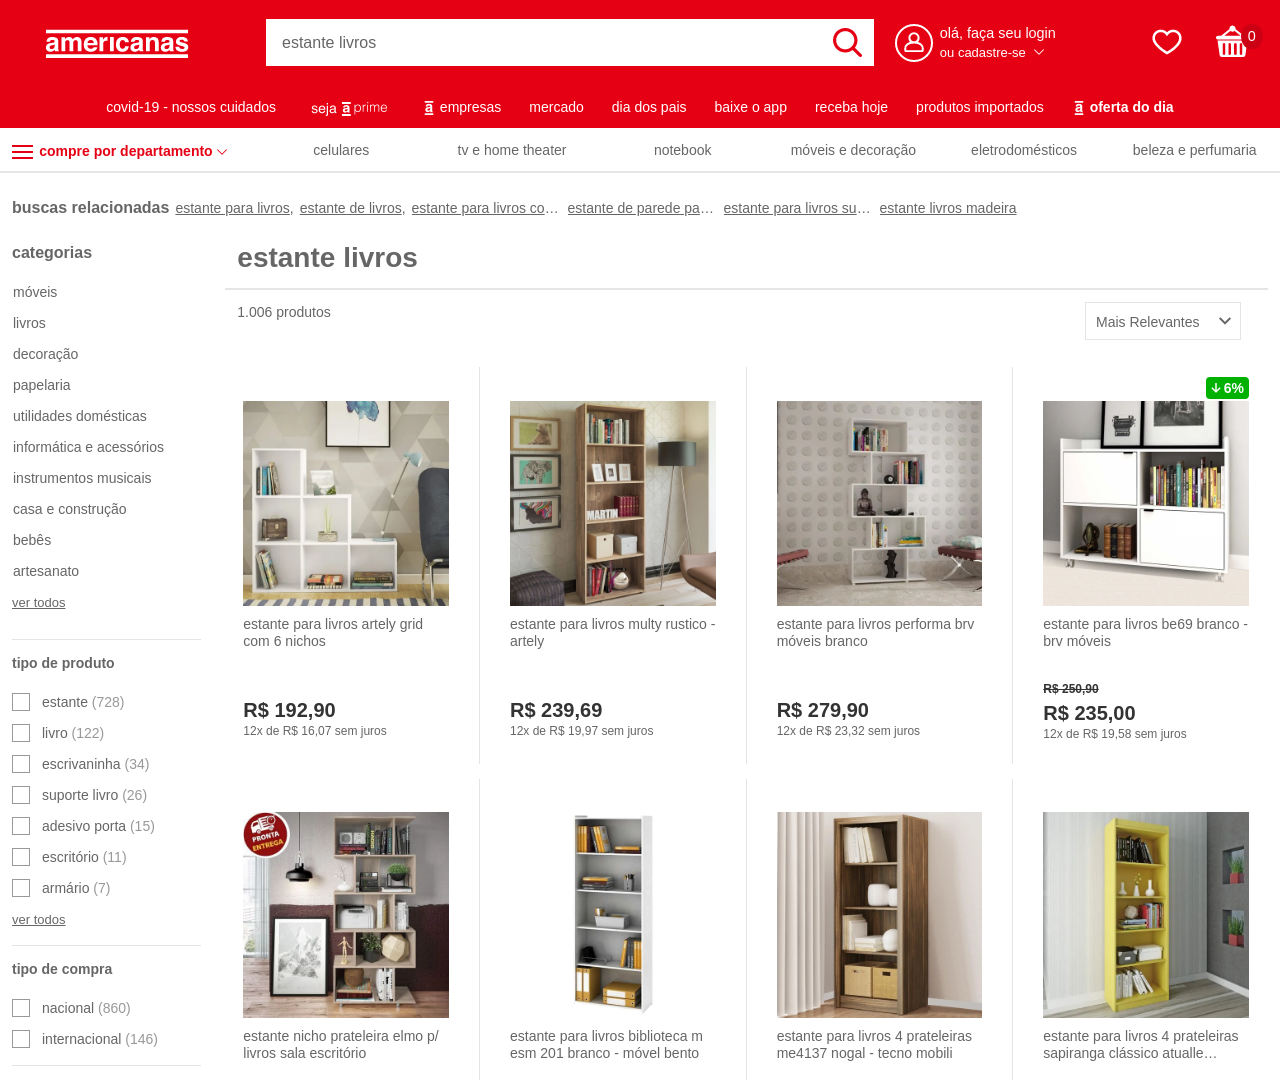 americanas
estante livros
olá, faça seu login
ou cadastre-se
0
covid-19 - nossos cuidados
seja a prime
a empresas
mercado
dia dos pais
baixe o app
receba hoje
produtos importados
a oferta do dia
compre por departamento
celulares
tv e home theater
notebook
móveis e decoração
eletrodomésticos
beleza e perfumaria
buscas relacionadas estante para livros, estante de livros, estante para livros co… estante de parede pa… estante para livros su… estante livros madeira
categorias
móveis
livros
decoração
papelaria
utilidades domésticas
informática e acessórios
instrumentos musicais
casa e construção
bebês
artesanato
ver todos
tipo de produto
estante (728)
livro (122)
escrivaninha (34)
suporte livro (26)
adesivo porta (15)
escritório (11)
armário (7)
ver todos
tipo de compra
nacional (860)
internacional (146)
estante livros
1.006 produtos
Mais Relevantes
estante para livros artely grid
com 6 nichos
R$ 192,90
12x de R$ 16,07 sem juros
MARTIN
estante para livros multy rustico -
artely
R$ 239,69
12x de R$ 19,97 sem juros
estante para livros performa brv
móveis branco
R$ 279,90
12x de R$ 23,32 sem juros
6%
estante para livros be69 branco -
brv móveis
R$ 250,90
R$ 235,00
12x de R$ 19,58 sem juros
PRONTA
ENTREGA
estante nicho prateleira elmo p/
livros sala escritório
estante para livros biblioteca m
esm 201 branco - móvel bento
estante para livros 4 prateleiras
me4137 nogal - tecno mobili
estante para livros 4 prateleiras
sapiranga clássico atualle…